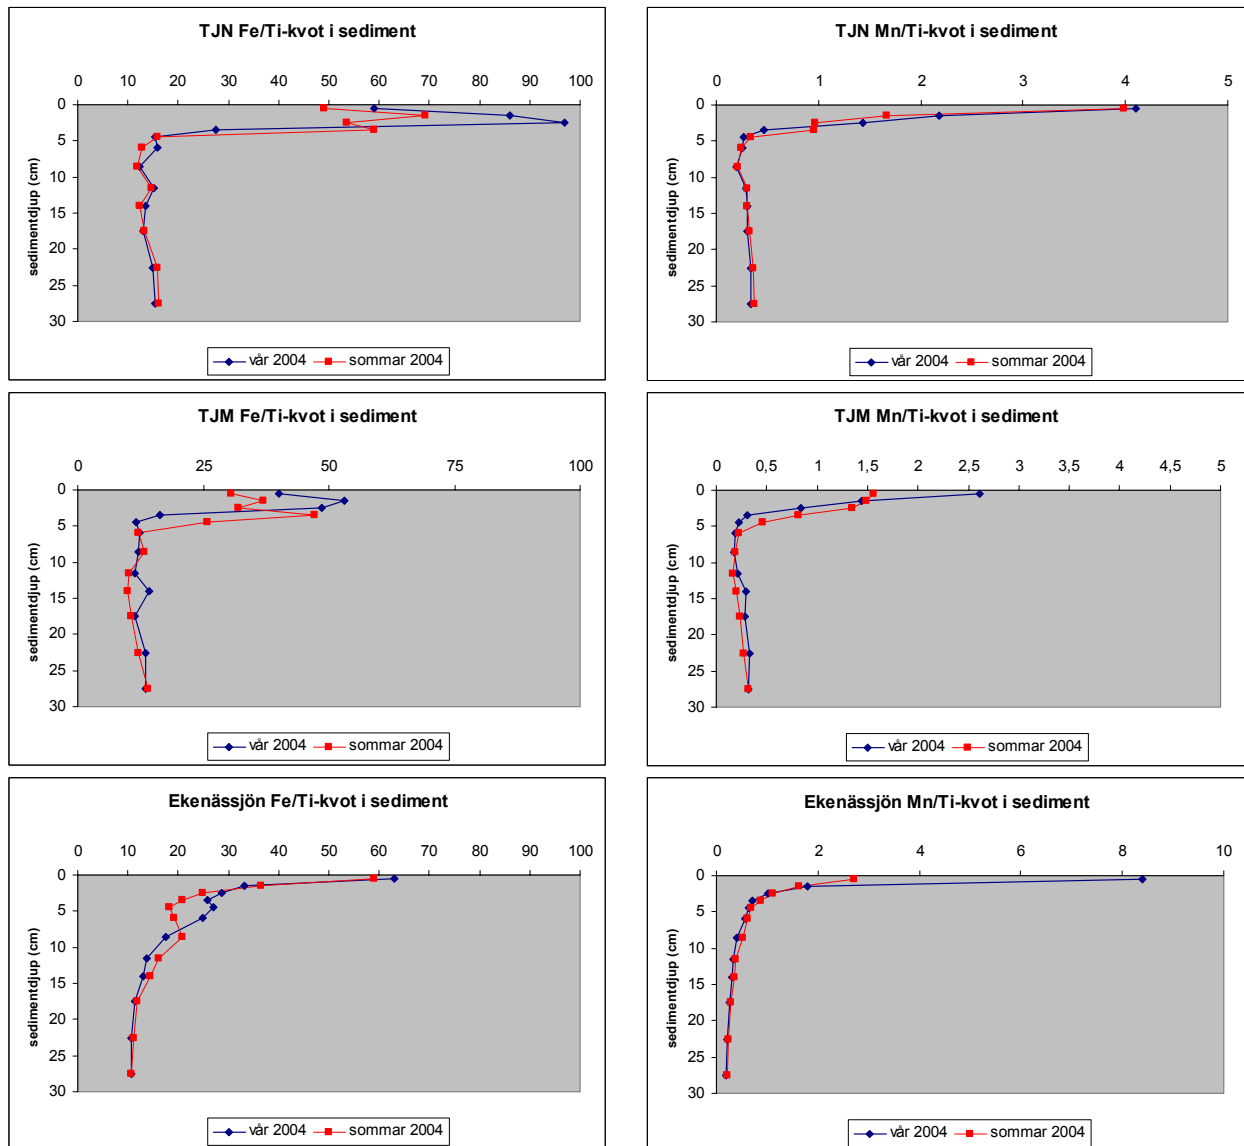 TJN Fe/Ti-kvot i sediment
0 10 20 30 40 50 60 70 80 90 100
0
5
10
15
20
25
30
sedimentdjup (cm)
vår 2004 sommar 2004
TJN Mn/Ti-kvot i sediment
0 1 2 3 4 5
0
5
10
15
20
25
30
sedimentdjup (cm)
vår 2004 sommar 2004
TJM Fe/Ti-kvot i sediment
0 25 50 75 100
0
5
10
15
20
25
30
sedimentdjup (cm)
vår 2004 sommar 2004
TJM Mn/Ti-kvot i sediment
0 0,5 1 1,5 2 2,5 3 3,5 4 4,5 5
0
5
10
15
20
25
30
sedimentdjup (cm)
vår 2004 sommar 2004
Ekenässjön Fe/Ti-kvot i sediment
0 10 20 30 40 50 60 70 80 90 100
0
5
10
15
20
25
30
sedimentdjup (cm)
vår 2004 sommar 2004
Ekenässjön Mn/Ti-kvot i sediment
0 2 4 6 8 10
0
5
10
15
20
25
30
sedimentdjup (cm)
vår 2004 sommar 2004